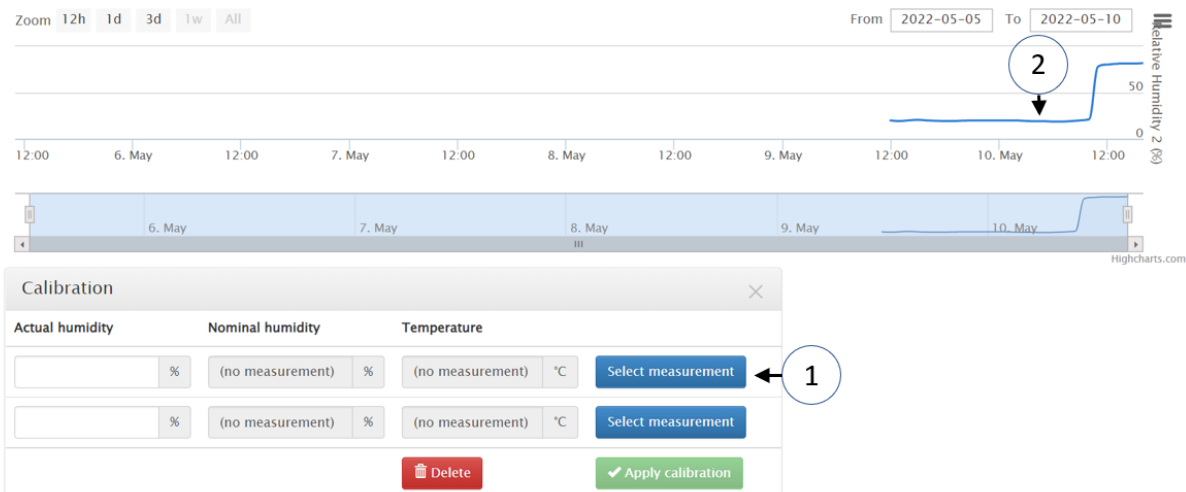 Zoom 12h 1d 3d 1w All From 2022-05-05 To 2022-05-10
Relative Humidity 2 (%)
2
50
0
12:00 6. May 12:00 7. May 12:00 8. May 12:00 9. May 12:00 10. May 12:00
6. May 7. May 8. May 9. May 10. May
Highcharts.com
Calibration
Actual humidity Nominal humidity Temperature
% (no measurement) % (no measurement) °C Select measurement 1
% (no measurement) % (no measurement) °C Select measurement
Delete Apply calibration